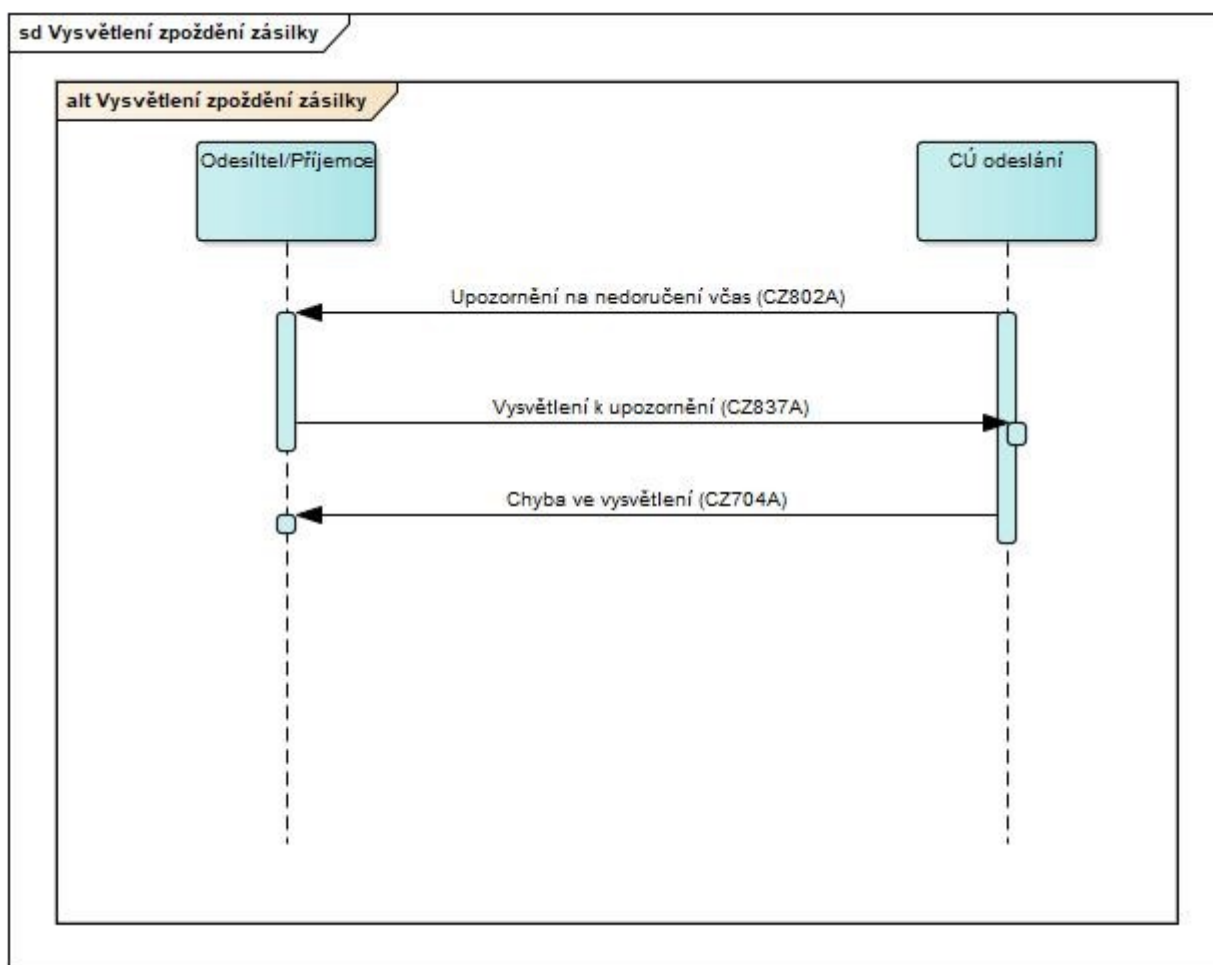 sd Vysvětlení zpoždění zásilky
alt Vysvětlení zpoždění zásilky
Odesíltel/Příjemce
CÚ odeslání
Upozornění na nedoručení včas (CZ802A)
Vysvětlení k upozornění (CZ837A)
Chyba ve vysvětlení (CZ704A)